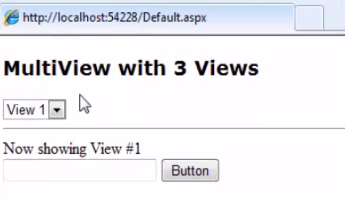 http://localhost:54228/Default.aspx
MultiView with 3 Views
View 1
Now showing View #1
Button